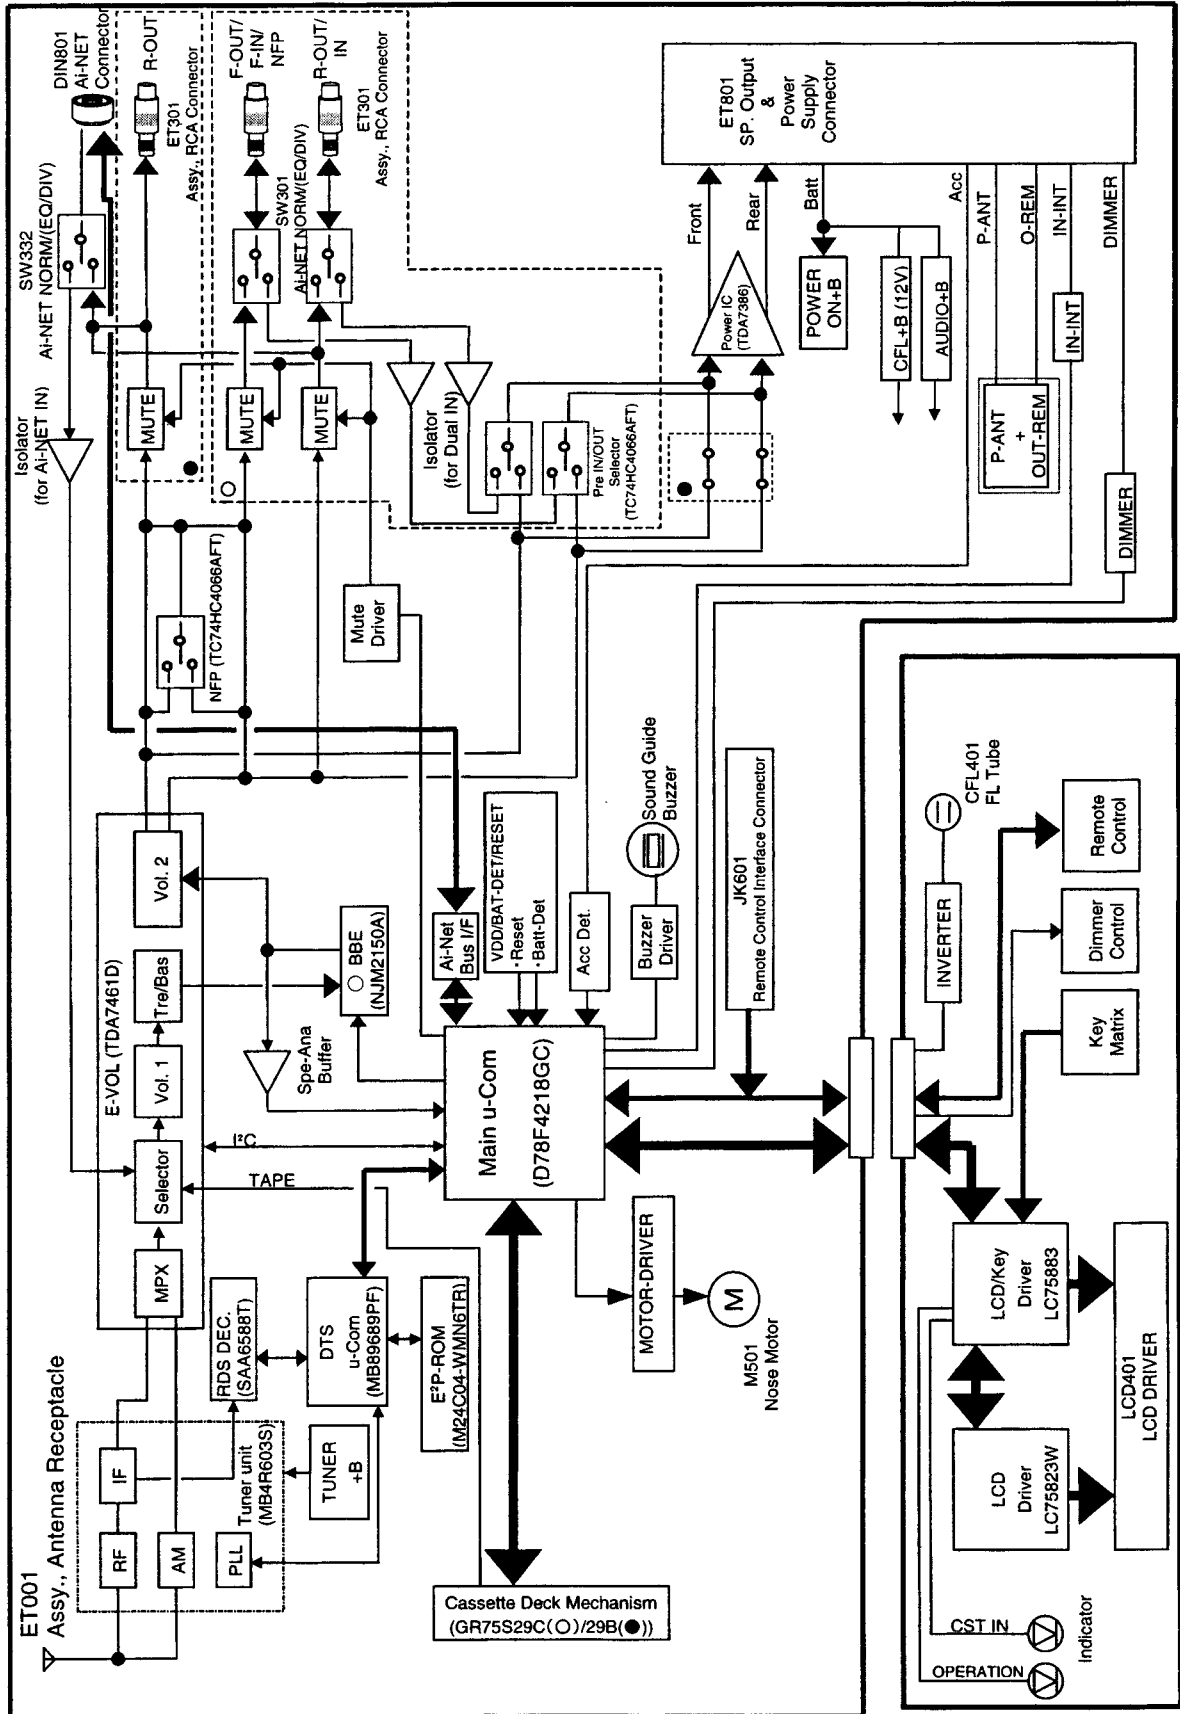 ET001
Assy., Antenna Receptacle
RF
IF
AM
PLL
Tuner unit
(MB4R603S)
TUNER
+B
RDS DEC.
(SAA6588T)
DTS
u-Com
(MB89689PF)
E²P-ROM
(M24C04-WMN6TR)
Cassette Deck Mechanism
(GR75S29C(○)/29B(●))
E-VOL (TDA7461D)
MPX
Selector
Vol. 1
Tre/Bas
Vol. 2
TAPE
I²C
Spe-Ana
Buffer
○ BBE
(NJM2150A)
Main u-Com
(D78F4218GC)
Ai-Net
Bus I/F
VDD/BAT-DET/RESET
·Reset
·Batt-Det
Acc Det.
Buzzer
Driver
Sound Guide
Buzzer
MOTOR-DRIVER
M
M501
Nose Motor
JK601
Remote Control Interface Connector
NFP (TC74HC4066AFT)
Mute
Driver
Isolator
(for Ai-NET IN)
SW332
Ai-NET NORM/(EQ/DIV)
DIN801
Ai-NET
Connector
MUTE
R-OUT
ET301
Assy., RCA Connector
MUTE
MUTE
F-OUT/
F-IN/
NFP
R-OUT/
IN
SW301
Ai-NET NORM/(EQ/DIV)
ET301
Assy., RCA Connector
Isolator
(for Dual IN)
Pre IN/OUT
Selector
(TC74HC4066AFT)
Power IC
(TDA7386)
Front
Rear
Batt
Acc
P-ANT
O-REM
IN-INT
DIMMER
ET801
SP. Output
&
Power
Supply
Connector
POWER
ON+B
CFL+B (12V)
AUDIO+B
P-ANT
+
OUT-REM
IN-INT
DIMMER
CFL401
FL Tube
INVERTER
Remote
Control
Dimmer
Control
Key
Matrix
LCD/Key
Driver
LC75883
LCD
Driver
LC75823W
LCD401
LCD DRIVER
CST IN
OPERATION
Indicator